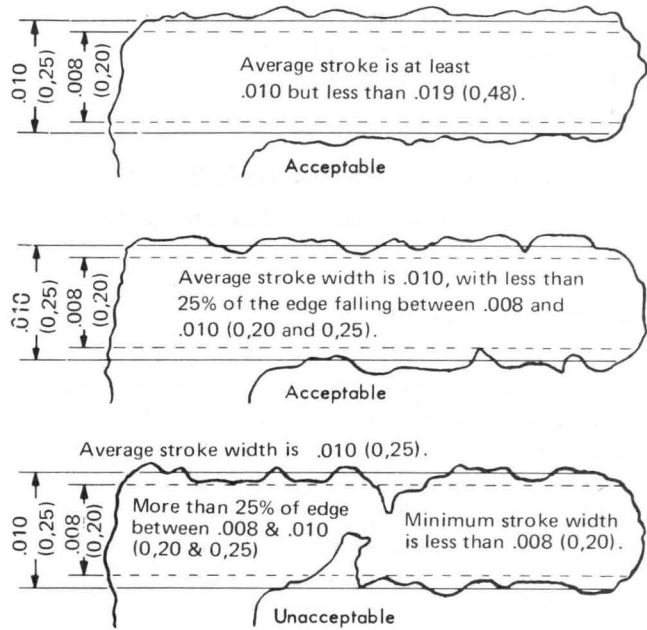 .010
(0,25)
.008
(0,20)
Average stroke is at least
.010 but less than .019 (0,48).
Acceptable
.010
(0,25)
.008
(0,20)
Average stroke width is .010, with less than
25% of the edge falling between .008 and
.010 (0,20 and 0,25).
Acceptable
Average stroke width is .010 (0,25).
.010
(0,25)
.008
(0,20)
More than 25% of edge
between .008 & .010
(0,20 & 0,25)
Minimum stroke width
is less than .008 (0,20).
Unacceptable